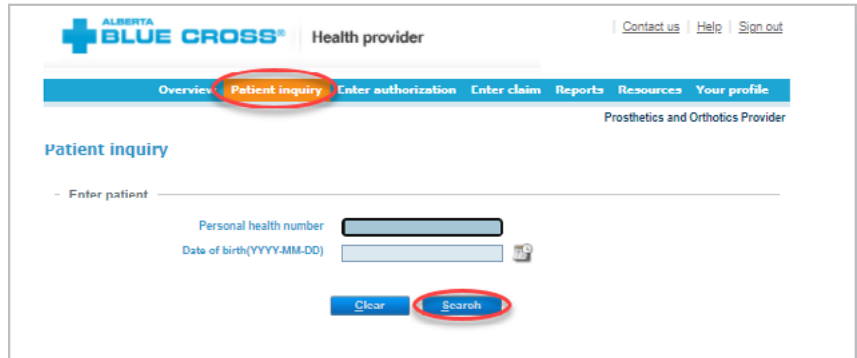 ALBERTA
BLUE CROSS® Health provider
Contact us | Help | Sign out
Overview Patient inquiry Enter authorization Enter claim Reports Resources Your profile
Prosthetics and Orthotics Provider
Patient inquiry
Enter patient
Personal health number
Date of birth(YYYY-MM-DD)
Clear Search